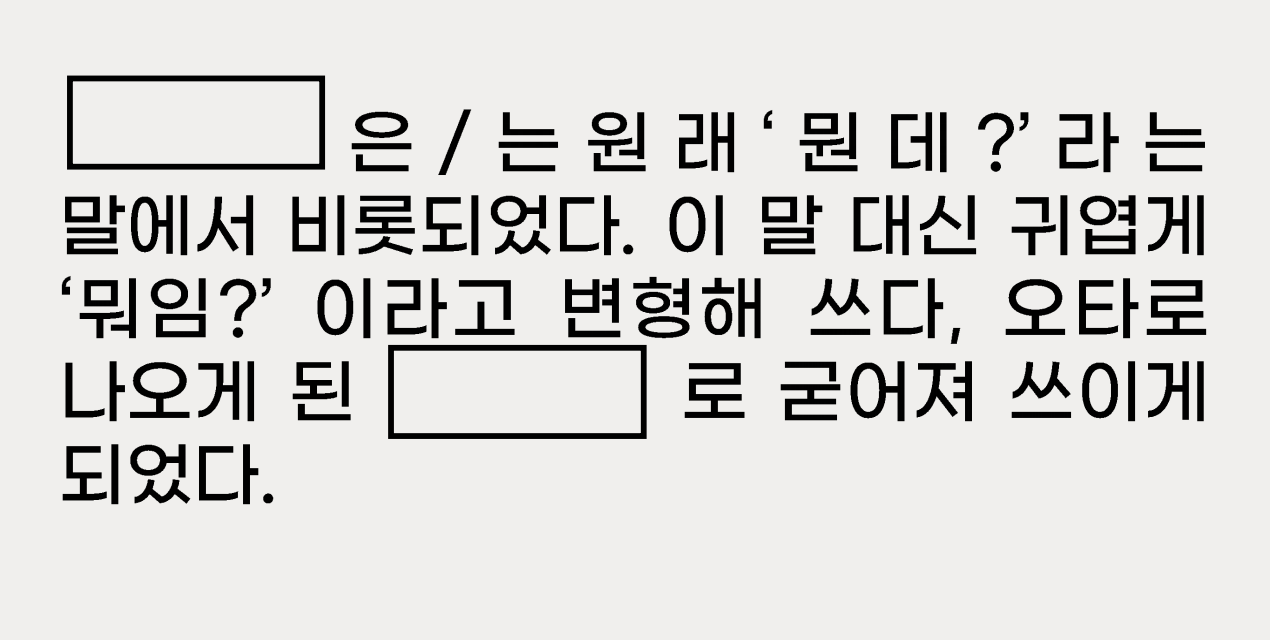 은/는 원래 ‘뭔데?’라는
말에서 비롯되었다. 이 말 대신 귀엽게
‘뭐임?’ 이라고 변형해 쓰다, 오타로
나오게 된 로 굳어져 쓰이게
되었다.